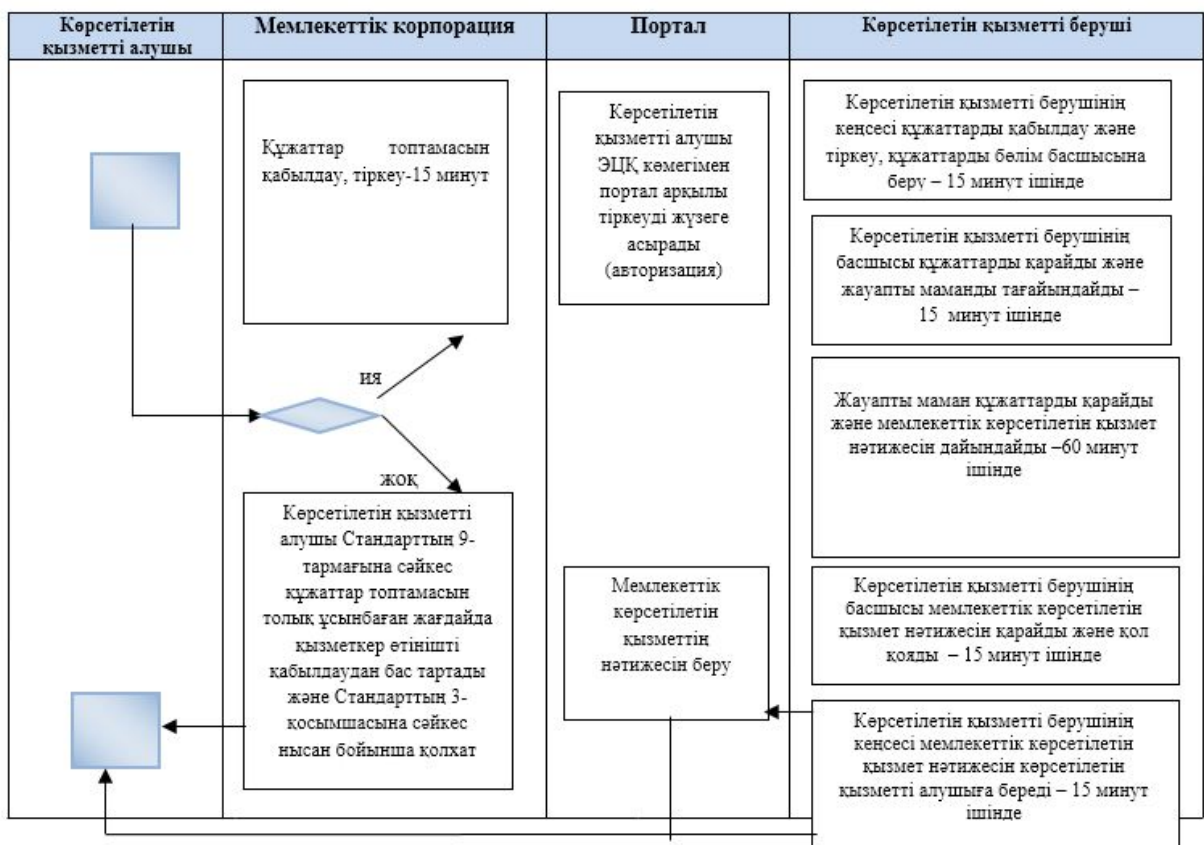 Көрсетілетін
қызметті алушы
Мемлекеттік корпорация
Портал
Көрсетілетін қызметті беруші
Құжаттар топтамасын
қабылдау, тіркеу-15 минут
ия
жоқ
Көрсетілетін қызметті
алушы Стандарттың 9-
тармағына сәйкес
құжаттар топтамасын
толық ұсынбаған жағдайда
қызметкер өтінішті
қабылдаудан бас тартады
және Стандарттың 3-
қосымшасына сәйкес
нысан бойынша қолхат
Көрсетілетін
қызметті алушы
ЭЦҚ көмегімен
портал арқылы
тіркеуді жүзеге
асырады
(авторизация)
Мемлекеттік
көрсетілетін
қызметтің
нәтижесін беру
Көрсетілетін қызметті берушінің
кеңсесі құжаттарды қабылдау және
тіркеу, құжаттарды бөлім басшысына
беру – 15 минут ішінде
Көрсетілетін қызметті берушінің
басшысы құжаттарды қарайды және
жауапты маманды тағайындайды –
15 минут ішінде
Жауапты маман құжаттарды қарайды
және мемлекеттік көрсетілетін қызмет
нәтижесін дайындайды –60 минут
ішінде
Көрсетілетін қызметті берушінің
басшысы мемлекеттік көрсетілетін
қызмет нәтижесін қарайды және қол
қояды – 15 минут ішінде
Көрсетілетін қызметті берушінің
кеңсесі мемлекеттік көрсетілетін
қызмет нәтижесін көрсетілетін
қызметті алушыға береді – 15 минут
ішінде